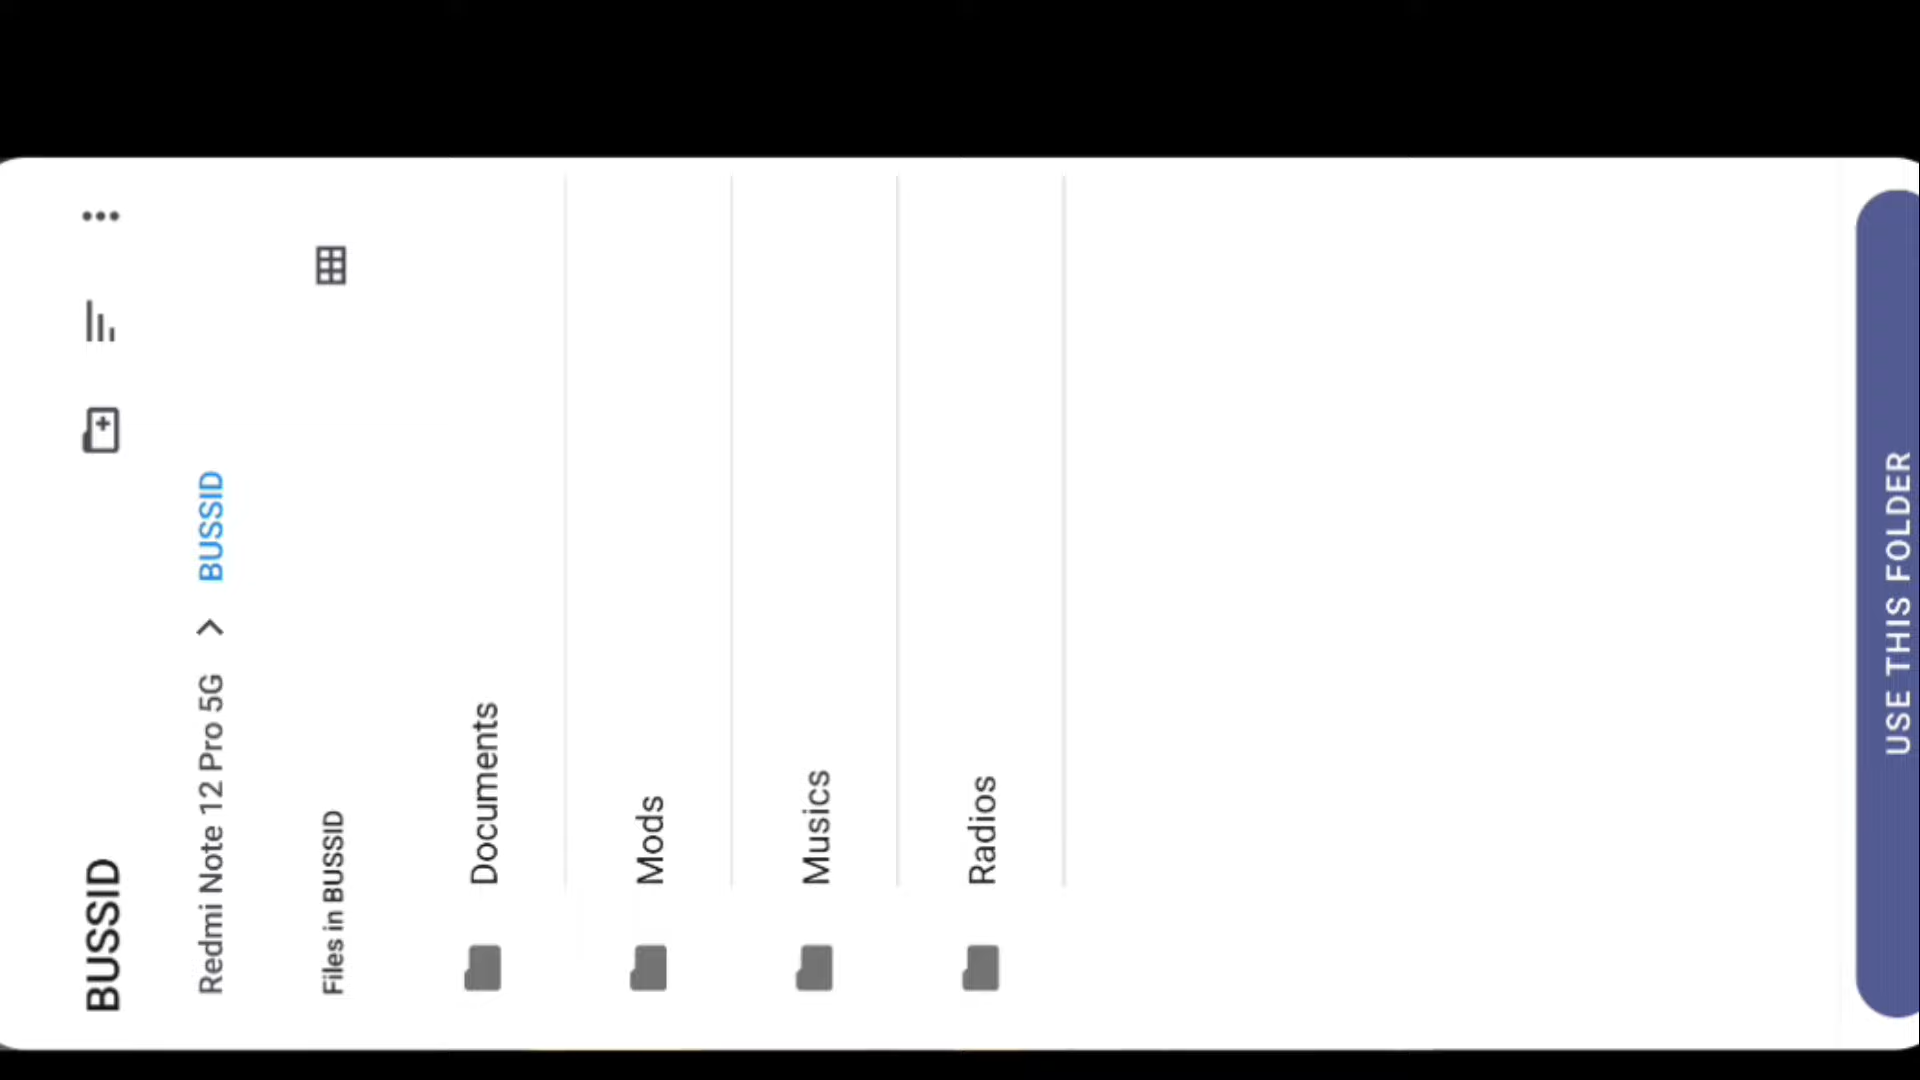 BUSSID
Redmi Note 12 Pro 5G > BUSSID
Files in BUSSID
Documents
Mods
Musics
Radios
USE THIS FOLDER